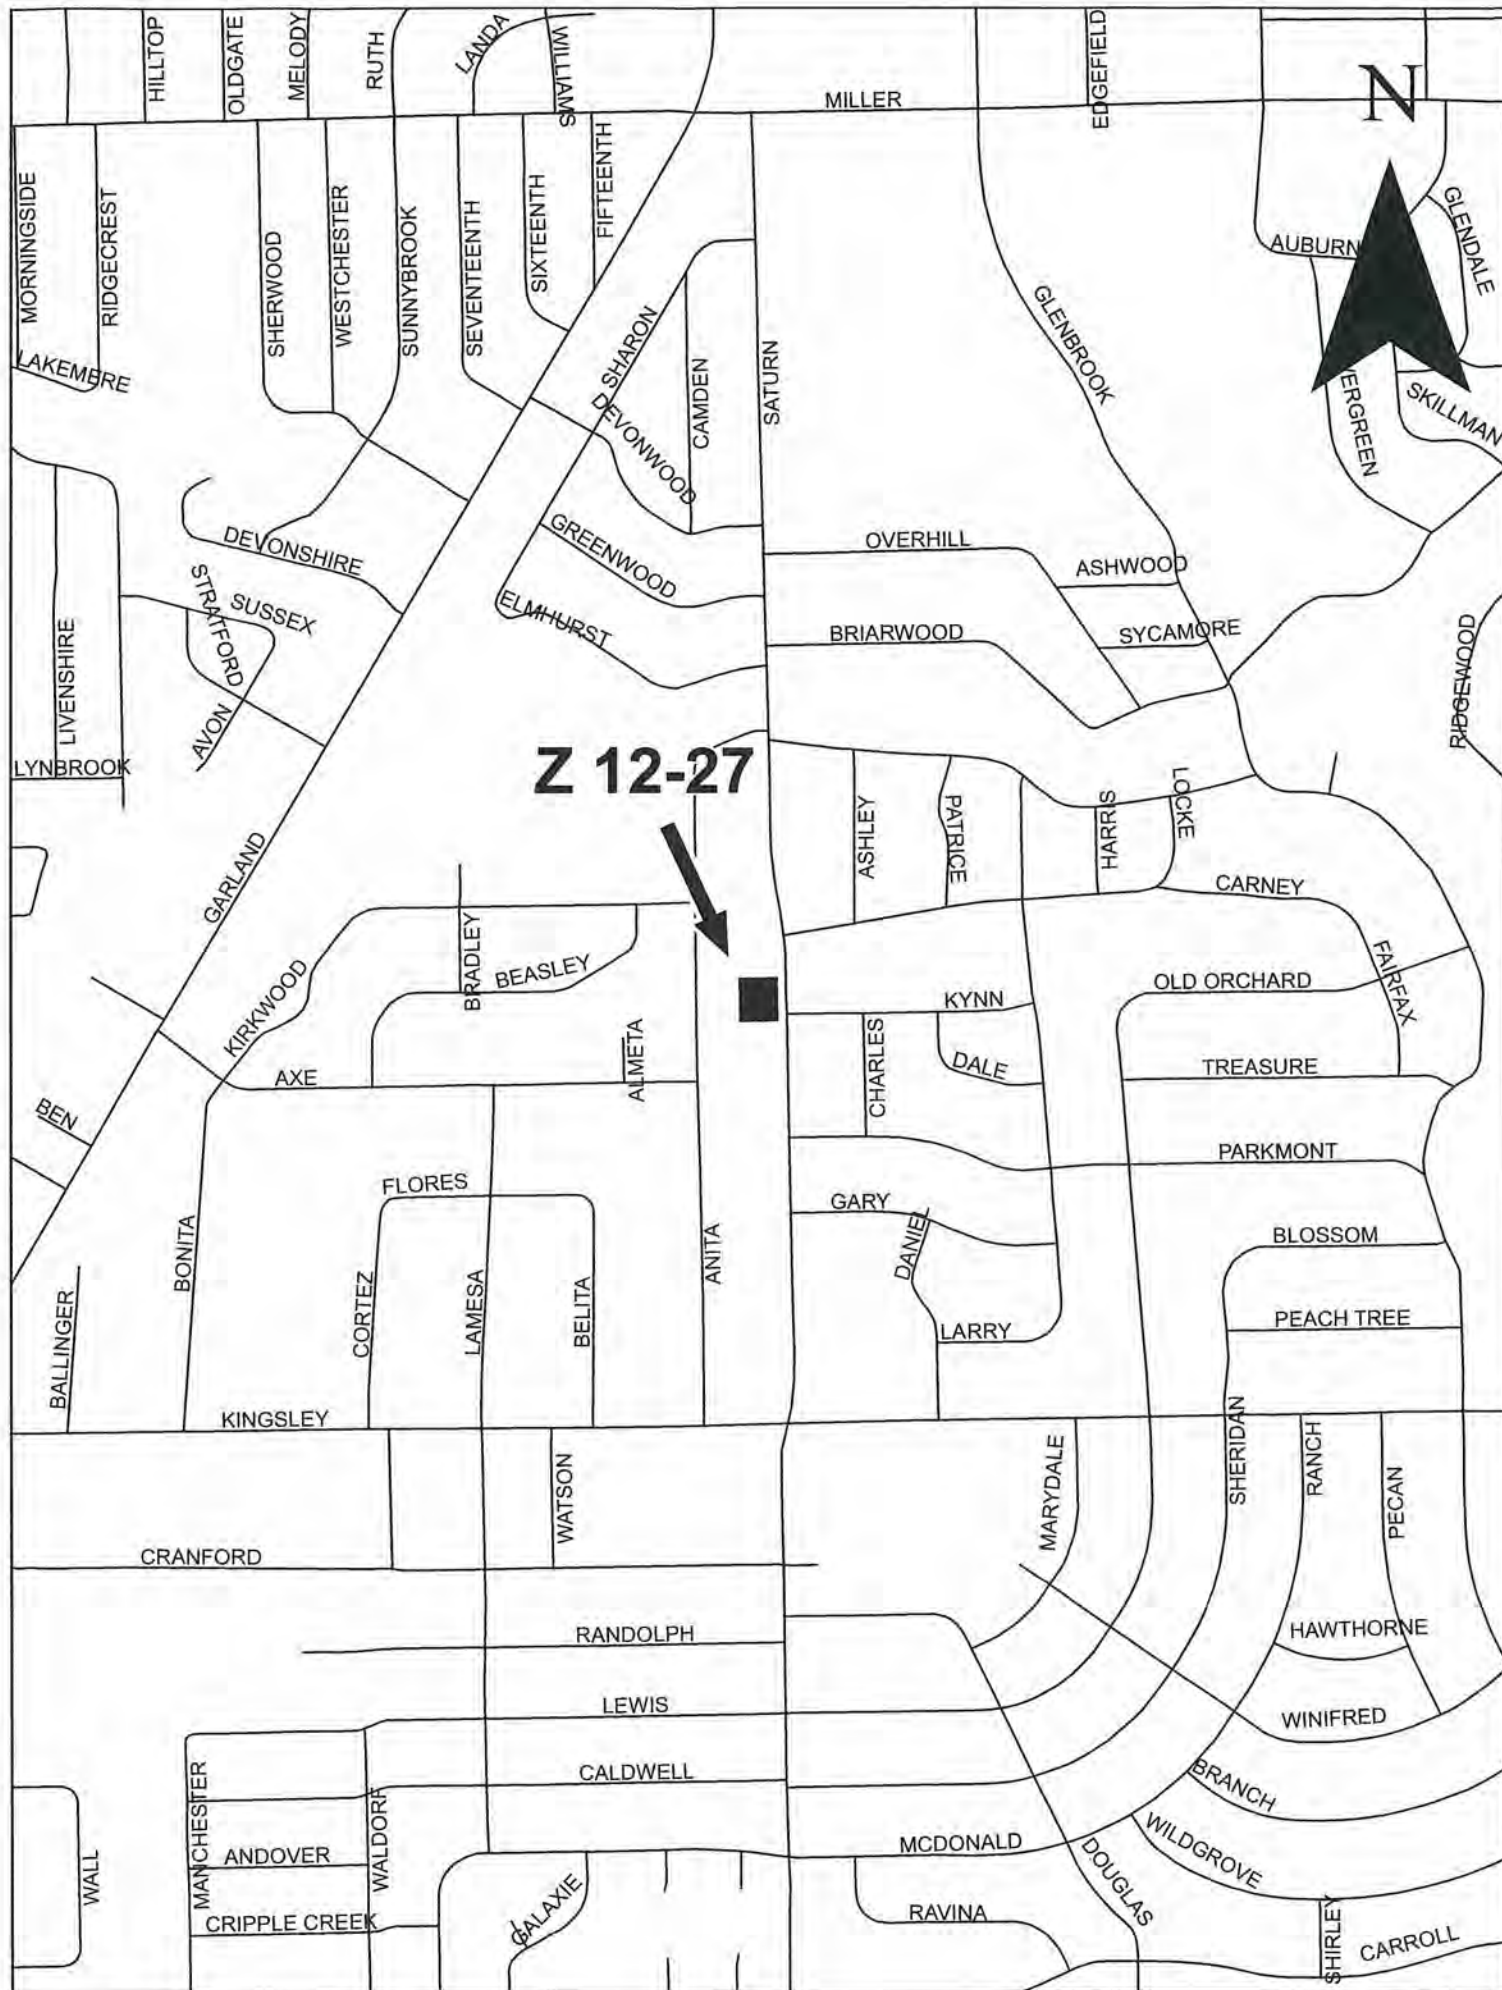 HILLTOP
OLDGATE
MELODY
RUTH
LANDA
WILLIAMS
MILLER
EDGEFIELD
N
MORNINGSIDE
RIDGECREST
SHERWOOD
WESTCHESTER
SUNNYBROOK
SEVENTEENTH
SIXTEENTH
FIFTEENTH
SHARON
CAMDEN
SATURN
GLENBROOK
AUBURN
GLENDALE
LAKEMERE
DEVONWOOD
VERGREEN
SKILLMAN
DEVONSHIRE
GREENWOOD
OVERHILL
ASHWOOD
STRATFORD
SUSSEX
ELMHURST
BRIARWOOD
SYCAMORE
LIVENSHIRE
RIDGEWOOD
AVON
LYNBROOK
Z 12-27
ASHLEY
PATRICE
HARRIS
LOCKE
GARLAND
CARNEY
BRADLEY
BEASLEY
KIRKWOOD
KYNN
OLD ORCHARD
FAIRFAX
ALMETA
CHARLES
DALE
AXE
TREASURE
BEN
PARKMONT
FLORES
GARY
DANIEL
BONITA
ANITA
BLOSSOM
BALLINGER
CORTEZ
LAMESA
BELITA
LARRY
PEACH TREE
KINGSLEY
WATSON
MARYDALE
SHERIDAN
RANCH
PECAN
CRANFORD
RANDOLPH
HAWTHORNE
LEWIS
WINIFRED
CALDWELL
BRANCH
MANCHESTER
WALDORF
WALL
ANDOVER
MCDONALD
DOUGLAS
WILDGROVE
CRIPPLE CREEK
GALAXIE
RAVINA
SHIRLEY
CARROLL